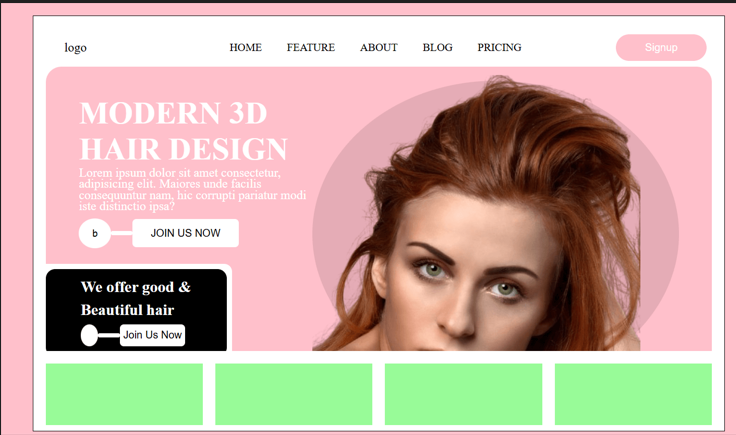 logo
HOME FEATURE ABOUT BLOG PRICING
Signup
MODERN 3D
HAIR DESIGN
Lorem ipsum dolor sit amet consectetur,
adipisicing elit. Maiores unde facilis
consequuntur nam, hic corrupti pariatur modi
iste distinctio ipsa?
b JOIN US NOW
We offer good &
Beautiful hair
Join Us Now